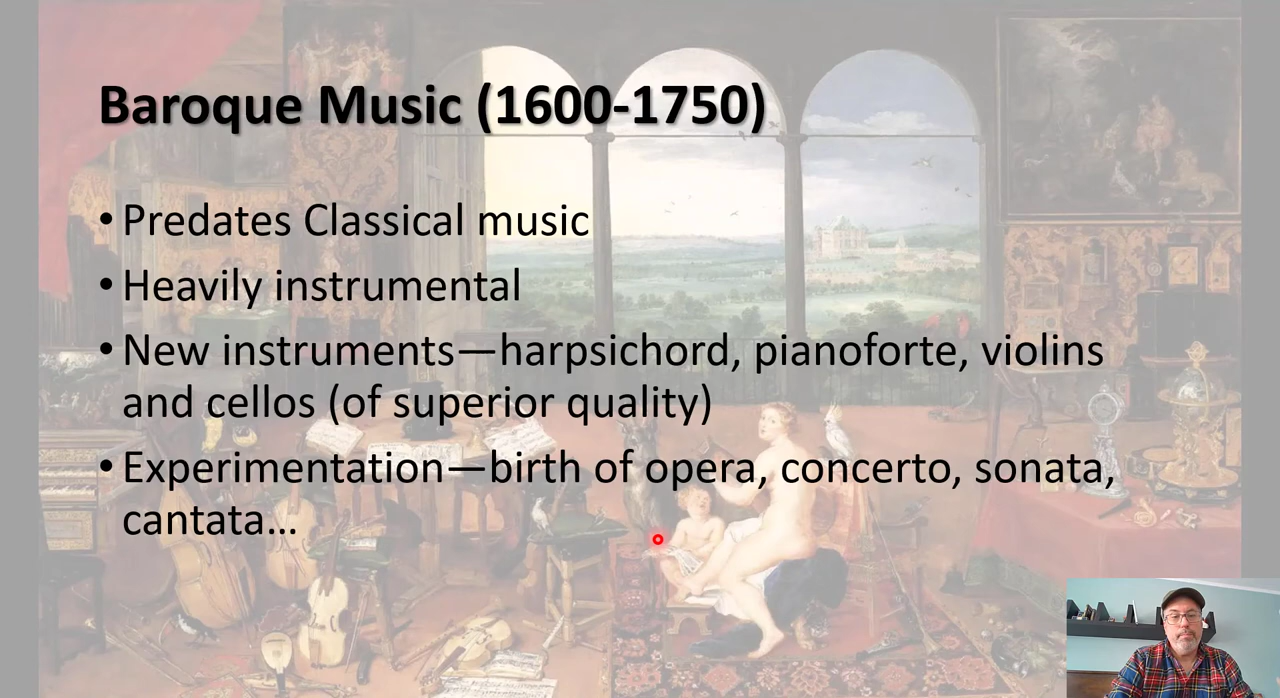 Baroque Music (1600-1750)
• Predates Classical music
• Heavily instrumental
• New instruments—harpsichord, pianoforte, violins
and cellos (of superior quality)
• Experimentation—birth of opera, concerto, sonata,
cantata…